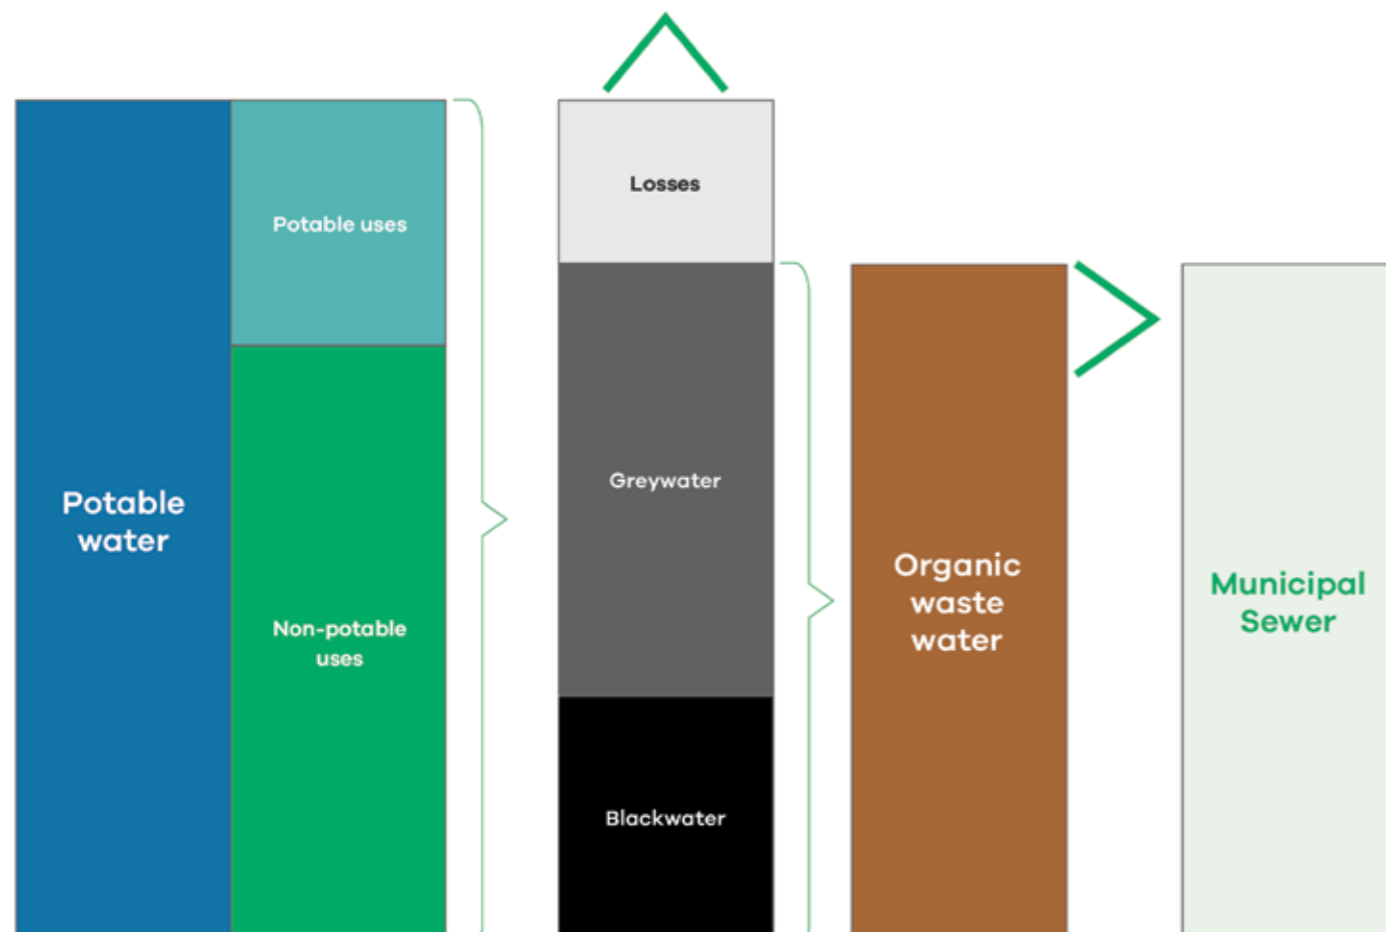 Potable
water
Potable uses
Non-potable
uses
Losses
Greywater
Blackwater
Organic
waste
water
Municipal
Sewer